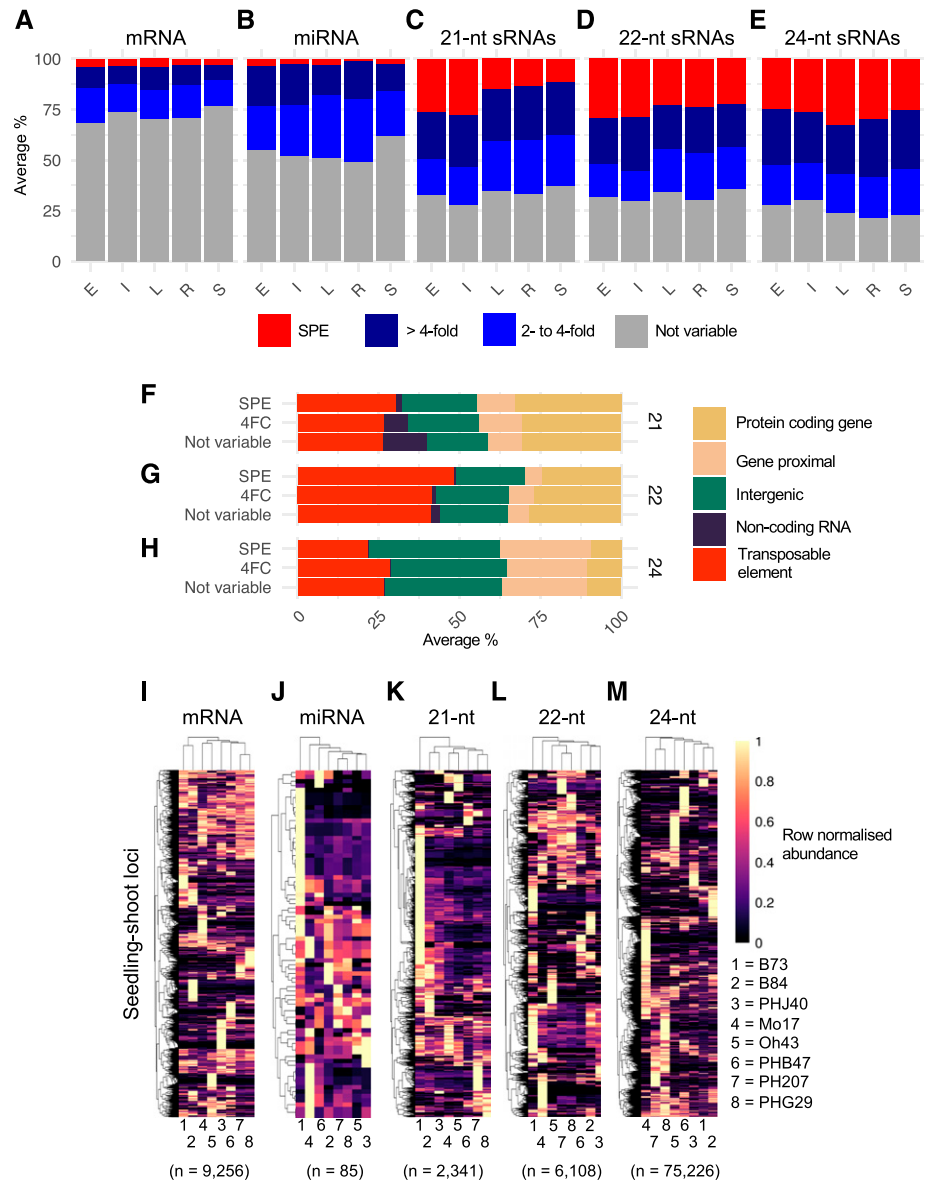 A B C D E
mRNA miRNA 21-nt sRNAs 22-nt sRNAs 24-nt sRNAs
100
75
50
25
0
Average %
E I L R S E I L R S E I L R S E I L R S E I L R S
SPE > 4-fold 2- to 4-fold Not variable
F
SPE
4FC
Not variable
21
G
SPE
4FC
Not variable
22
H
SPE
4FC
Not variable
24
0 25 50 75 100
Average %
Protein coding gene
Gene proximal
Intergenic
Non-coding RNA
Transposable
element
I J K L M
mRNA miRNA 21-nt 22-nt 24-nt
Seedling-shoot loci
1
0.8
0.6
0.4
0.2
0
Row normalised
abundance
1 = B73
2 = B84
3 = PHJ40
4 = Mo17
5 = Oh43
6 = PHB47
7 = PH207
8 = PHG29
1 4 3 7 1 6 7 5 1 3 5 7 1 5 8 2 4 8 6 1
2 5 6 8 4 2 8 3 2 4 6 8 4 7 6 3 7 5 3 2
(n = 9,256) (n = 85) (n = 2,341) (n = 6,108) (n = 75,226)